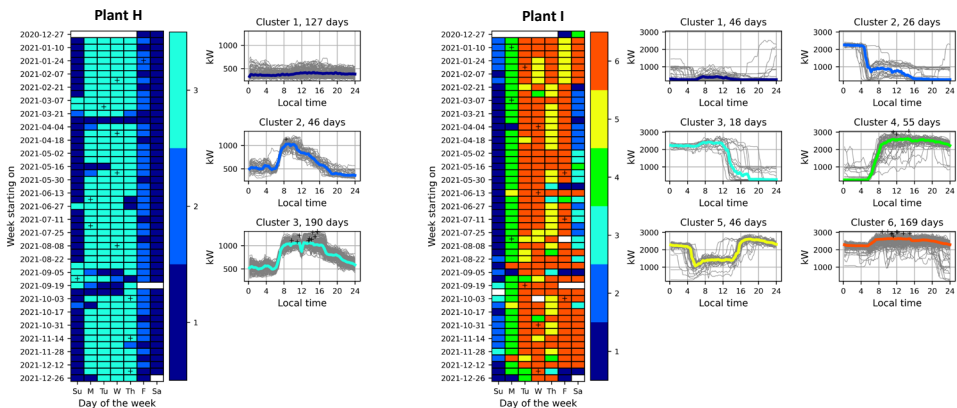 Plant H
Week starting on
2020-12-27
2021-01-10
2021-01-24
2021-02-07
2021-02-21
2021-03-07
2021-03-21
2021-04-04
2021-04-18
2021-05-02
2021-05-16
2021-05-30
2021-06-13
2021-06-27
2021-07-11
2021-07-25
2021-08-08
2021-08-22
2021-09-05
2021-09-19
2021-10-03
2021-10-17
2021-10-31
2021-11-14
2021-11-28
2021-12-12
2021-12-26
Su M Tu W Th F Sa
Day of the week
3
2
1
Cluster 1, 127 days
kW
1000
500
0 4 8 12 16 20 24
Local time
Cluster 2, 46 days
kW
1000
500
0 4 8 12 16 20 24
Local time
Cluster 3, 190 days
kW
1000
500
0 4 8 12 16 20 24
Local time
Plant I
Week starting on
2020-12-27
2021-01-10
2021-01-24
2021-02-07
2021-02-21
2021-03-07
2021-03-21
2021-04-04
2021-04-18
2021-05-02
2021-05-16
2021-05-30
2021-06-13
2021-06-27
2021-07-11
2021-07-25
2021-08-08
2021-08-22
2021-09-05
2021-09-19
2021-10-03
2021-10-17
2021-10-31
2021-11-14
2021-11-28
2021-12-12
2021-12-26
Su M Tu W Th F Sa
Day of the week
6
5
4
3
2
1
Cluster 1, 46 days
kW
3000
2000
1000
0 4 8 12 16 20 24
Local time
Cluster 2, 26 days
kW
3000
2000
1000
0 4 8 12 16 20 24
Local time
Cluster 3, 18 days
kW
3000
2000
1000
0 4 8 12 16 20 24
Local time
Cluster 4, 55 days
kW
3000
2000
1000
0 4 8 12 16 20 24
Local time
Cluster 5, 46 days
kW
3000
2000
1000
0 4 8 12 16 20 24
Local time
Cluster 6, 169 days
kW
3000
2000
1000
0 4 8 12 16 20 24
Local time